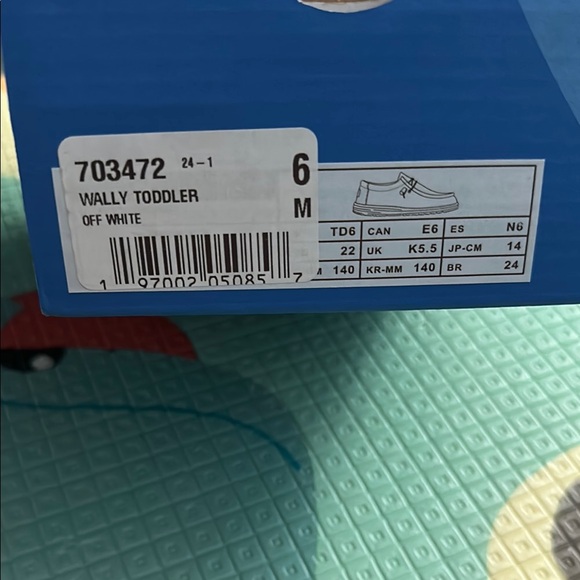 703472 24-1 6
WALLY TODDLER M
OFF WHITE
1 97002 05085 7
TD6 CAN E6 ES N6
22 UK K5.5 JP-CM 14
M 140 KR-MM 140 BR 24